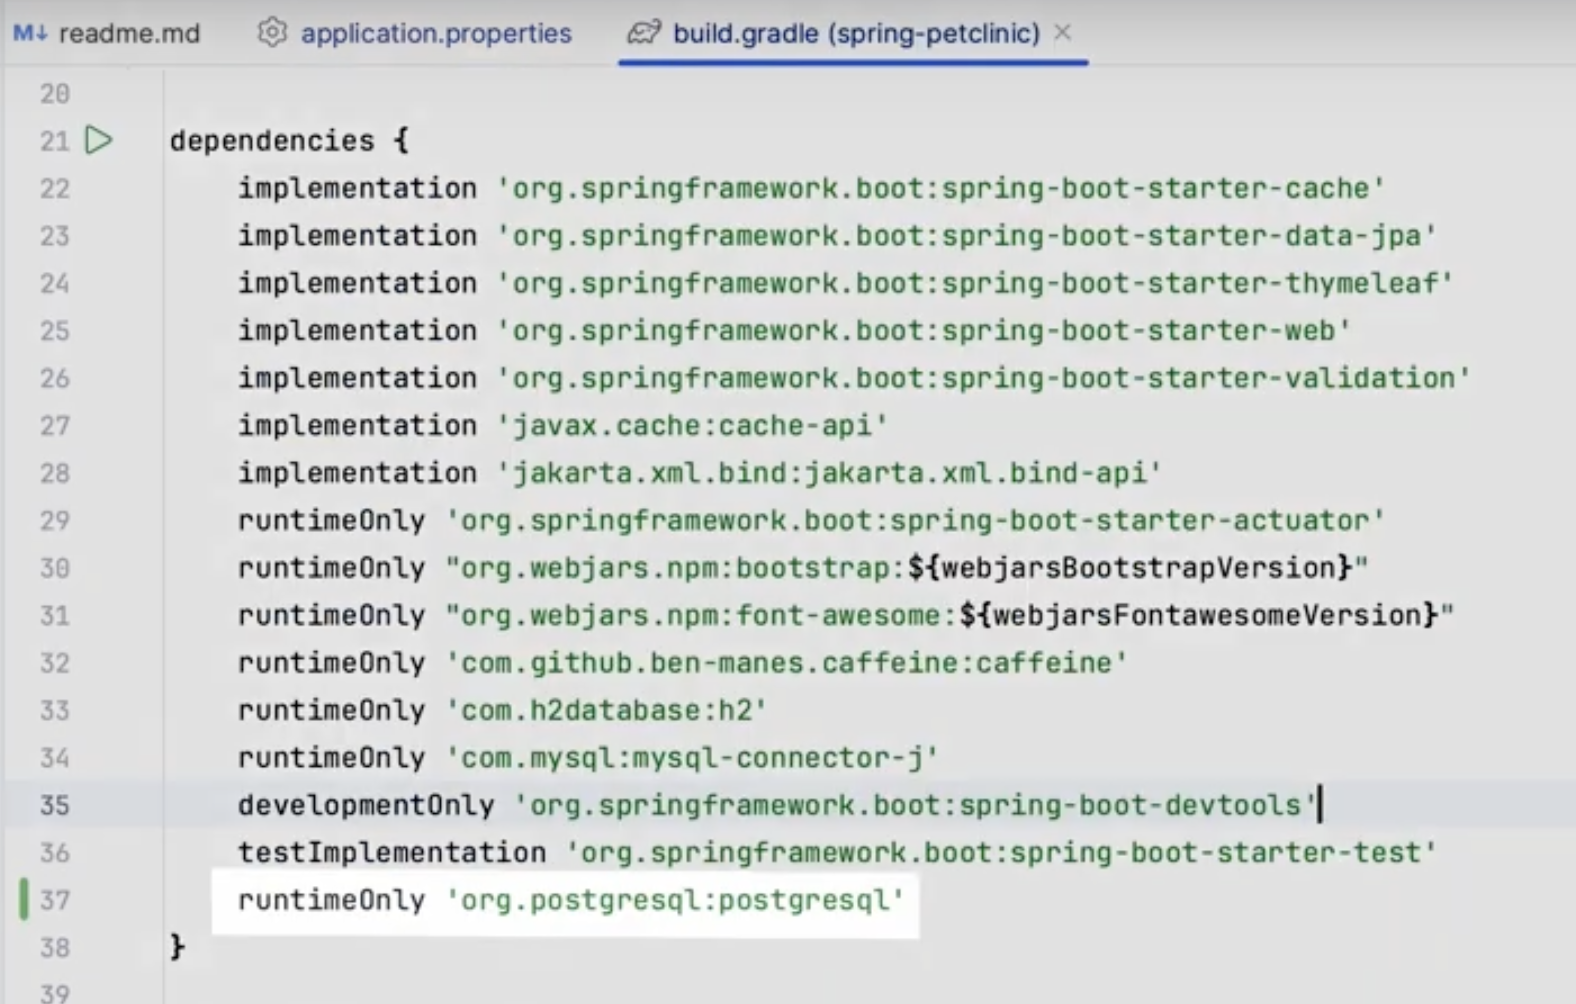 M↓ readme.md application.properties build.gradle (spring-petclinic) ×
20
21 dependencies {
22 implementation 'org.springframework.boot:spring-boot-starter-cache'
23 implementation 'org.springframework.boot:spring-boot-starter-data-jpa'
24 implementation 'org.springframework.boot:spring-boot-starter-thymeleaf'
25 implementation 'org.springframework.boot:spring-boot-starter-web'
26 implementation 'org.springframework.boot:spring-boot-starter-validation'
27 implementation 'javax.cache:cache-api'
28 implementation 'jakarta.xml.bind:jakarta.xml.bind-api'
29 runtimeOnly 'org.springframework.boot:spring-boot-starter-actuator'
30 runtimeOnly "org.webjars.npm:bootstrap:${webjarsBootstrapVersion}"
31 runtimeOnly "org.webjars.npm:font-awesome:${webjarsFontawesomeVersion}"
32 runtimeOnly 'com.github.ben-manes.caffeine:caffeine'
33 runtimeOnly 'com.h2database:h2'
34 runtimeOnly 'com.mysql:mysql-connector-j'
35 developmentOnly 'org.springframework.boot:spring-boot-devtools'
36 testImplementation 'org.springframework.boot:spring-boot-starter-test'
37 runtimeOnly 'org.postgresql:postgresql'
38 }
39